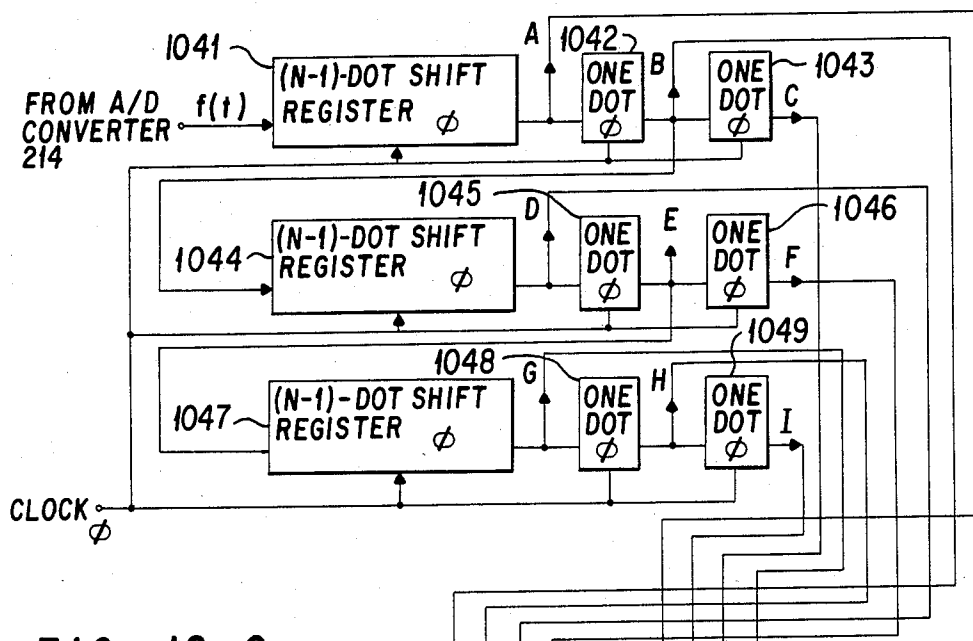 1041
(N-1)-DOT SHIFT
REGISTER
φ
FROM A/D
CONVERTER
214
f(t)
A
1042
ONE
DOT
φ
B
ONE
DOT
φ
1043
C
1044
(N-1)-DOT SHIFT
REGISTER
φ
1045
D
ONE
DOT
φ
E
ONE
DOT
φ
1046
F
1047
(N-1)-DOT SHIFT
REGISTER
φ
1048
G
ONE
DOT
φ
H
1049
ONE
DOT
φ
I
CLOCK
φ